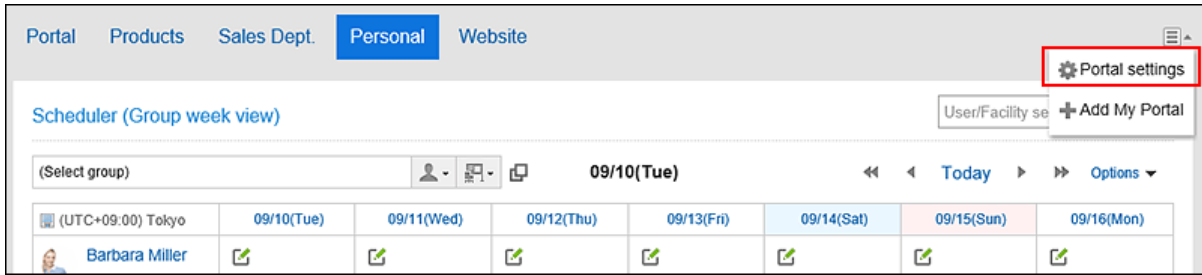 Portal Products Sales Dept. Personal Website
Portal settings
Add My Portal
Scheduler (Group week view)
User/Facility se
(Select group) 09/10(Tue) Today Options
(UTC+09:00) Tokyo 09/10(Tue) 09/11(Wed) 09/12(Thu) 09/13(Fri) 09/14(Sat) 09/15(Sun) 09/16(Mon)
Barbara Miller